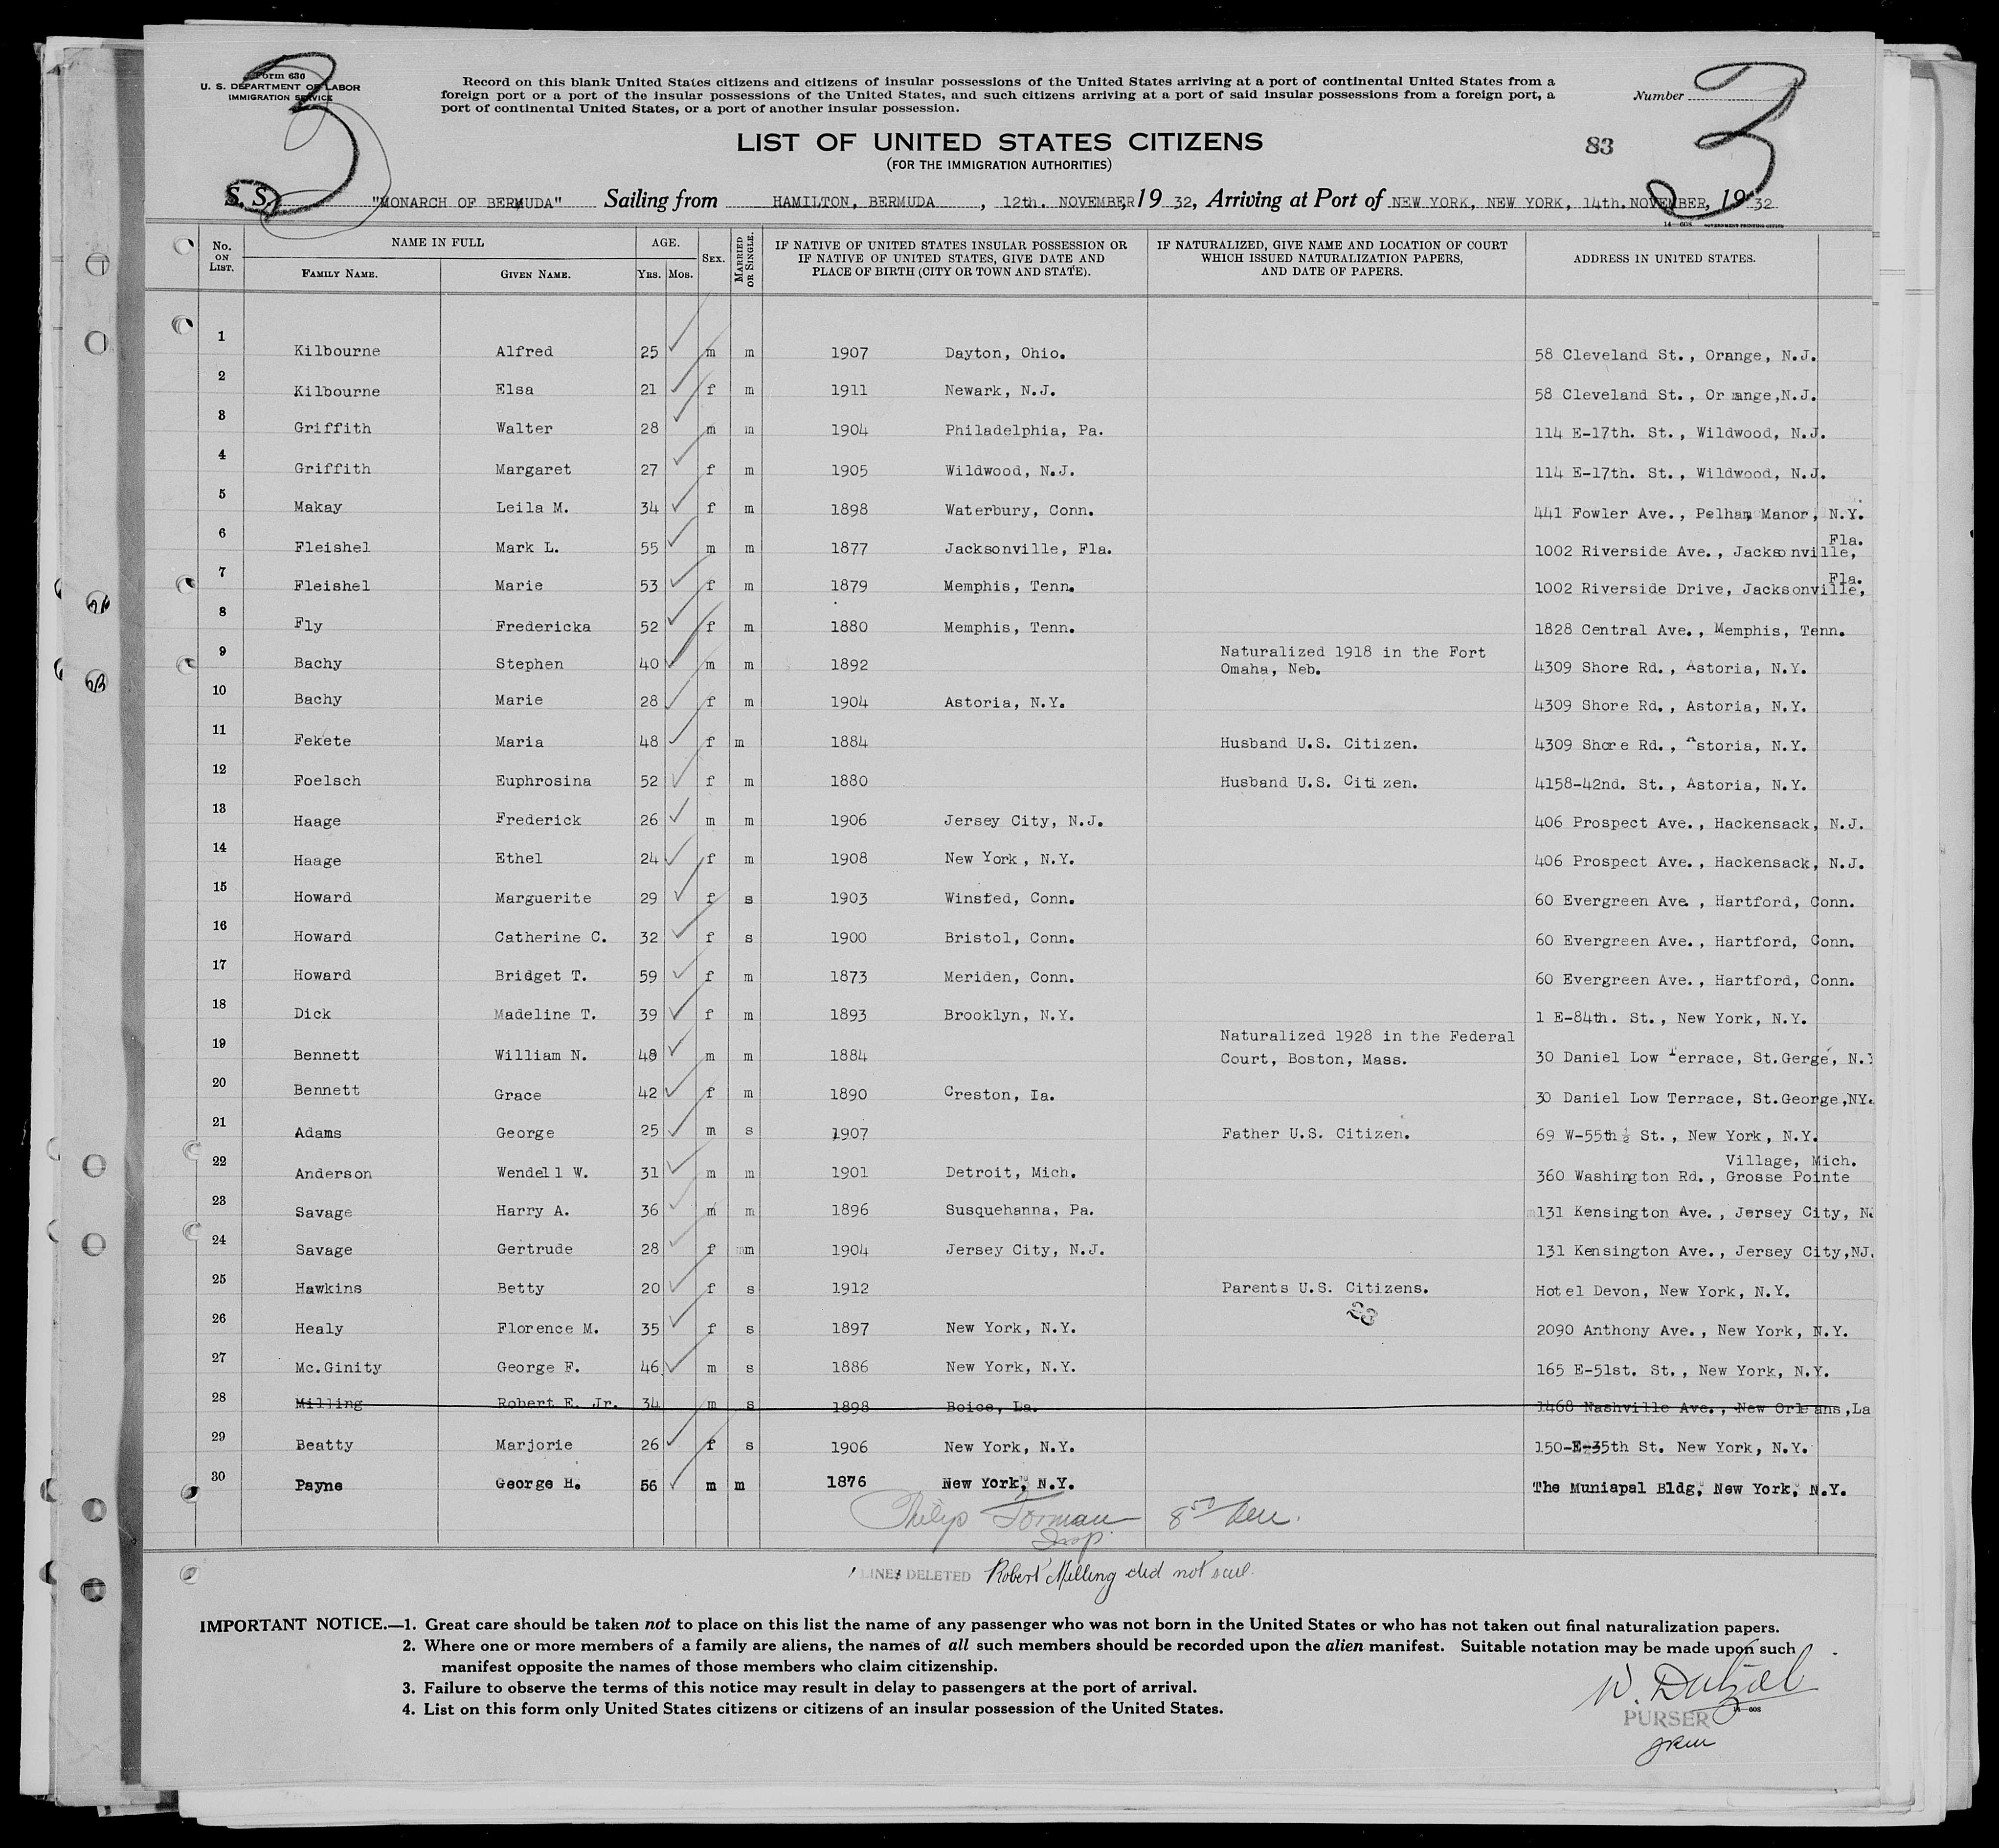 Form 630
U. S. DEPARTMENT OF LABOR
IMMIGRATION SERVICE
3
Record on this blank United States citizens and citizens of insular possessions of the United States arriving at a port of continental United States from a
foreign port or a port of the insular possessions of the United States, and such citizens arriving at a port of said insular possessions from a foreign port, a
port of continental United States, or a port of another insular possession.
Number
3
LIST OF UNITED STATES CITIZENS
(FOR THE IMMIGRATION AUTHORITIES)
83
S. S. "MONARCH OF BERMUDA" Sailing from HAMILTON, BERMUDA, 12th. NOVEMBER, 19 32, Arriving at Port of NEW YORK, NEW YORK, 14th. NOVEMBER, 19 32
14—608 GOVERNMENT PRINTING OFFICE
No. ON LIST. NAME IN FULL AGE. SEX. MARRIED OR SINGLE. IF NATIVE OF UNITED STATES INSULAR POSSESSION OR IF NATIVE OF UNITED STATES, GIVE DATE AND PLACE OF BIRTH (CITY OR TOWN AND STATE). IF NATURALIZED, GIVE NAME AND LOCATION OF COURT WHICH ISSUED NATURALIZATION PAPERS, AND DATE OF PAPERS. ADDRESS IN UNITED STATES.
FAMILY NAME. GIVEN NAME. YRS. MOS.
1 Kilbourne Alfred 25 m m 1907 Dayton, Ohio. 58 Cleveland St., Orange, N.J.
2 Kilbourne Elsa 21 f m 1911 Newark, N.J. 58 Cleveland St., Or ange,N.J.
3 Griffith Walter 28 m m 1904 Philadelphia, Pa. 114 E-17th. St., Wildwood, N.J.
4 Griffith Margaret 27 f m 1905 Wildwood, N.J. 114 E-17th. St., Wildwood, N.J.
5 Makay Leila M. 34 f m 1898 Waterbury, Conn. 441 Fowler Ave., Pelham Manor, N.Y.
6 Fleishel Mark L. 55 m m 1877 Jacksonville, Fla. 1002 Riverside Ave., Jacksonville, Fla.
7 Fleishel Marie 53 f m 1879 Memphis, Tenn. 1002 Riverside Drive, Jacksonville, Fla.
8 Fly Fredericka 52 f m 1880 Memphis, Tenn. 1828 Central Ave., Memphis, Tenn.
9 Bachy Stephen 40 m m 1892 Naturalized 1918 in the Fort Omaha, Neb. 4309 Shore Rd., Astoria, N.Y.
10 Bachy Marie 28 f m 1904 Astoria, N.Y. 4309 Shore Rd., Astoria, N.Y.
11 Fekete Maria 48 f m 1884 Husband U.S. Citizen. 4309 Shore Rd., Astoria, N.Y.
12 Foelsch Euphrosina 52 f m 1880 Husband U.S. Citizen. 4158-42nd. St., Astoria, N.Y.
13 Haage Frederick 26 m m 1906 Jersey City, N.J. 406 Prospect Ave., Hackensack, N.J.
14 Haage Ethel 24 f m 1908 New York, N.Y. 406 Prospect Ave., Hackensack, N.J.
15 Howard Marguerite 29 f s 1903 Winsted, Conn. 60 Evergreen Ave., Hartford, Conn.
16 Howard Catherine C. 32 f s 1900 Bristol, Conn. 60 Evergreen Ave., Hartford, Conn.
17 Howard Bridget T. 59 f m 1873 Meriden, Conn. 60 Evergreen Ave., Hartford, Conn.
18 Dick Madeline T. 39 f m 1893 Brooklyn, N.Y. 1 E-84th. St., New York, N.Y.
19 Bennett William N. 48 m m 1884 Naturalized 1928 in the Federal Court, Boston, Mass. 30 Daniel Low Terrace, St.Gerge, N.Y
20 Bennett Grace 42 f m 1890 Creston, Ia. 30 Daniel Low Terrace, St.George,NY.
21 Adams George 25 m s 1907 Father U.S. Citizen. 69 W-55th½ St., New York, N.Y.
22 Anderson Wendell W. 31 m m 1901 Detroit, Mich. 360 Washington Rd., Grosse Pointe Village, Mich.
23 Savage Harry A. 36 m m 1896 Susquehanna, Pa. 131 Kensington Ave., Jersey City, N.
24 Savage Gertrude 28 f m 1904 Jersey City, N.J. 131 Kensington Ave., Jersey City,NJ.
25 Hawkins Betty 20 f s 1912 Parents U.S. Citizens. Hotel Devon, New York, N.Y.
26 Healy Florence M. 35 f s 1897 New York, N.Y. 2090 Anthony Ave., New York, N.Y.
27 Mc.Ginity George F. 46 m s 1886 New York, N.Y. 165 E-51st. St., New York, N.Y.
28 Milling Robert E. Jr. 34 m s 1898 Boice, La. 1468 Nashville Ave., New Orleans,La
29 Beatty Marjorie 26 f s 1906 New York, N.Y. 150-E-35th St. New York, N.Y.
30 Payne George H. 56 m m 1876 New York, N.Y. The Muniapal Bldg, New York, N.Y.
Philip Forman 8 50
Insp.
1 LINES DELETED Robert Milling did not sail
IMPORTANT NOTICE.—1. Great care should be taken not to place on this list the name of any passenger who was not born in the United States or who has not taken out final naturalization papers.
2. Where one or more members of a family are aliens, the names of all such members should be recorded upon the alien manifest. Suitable notation may be made upon such
manifest opposite the names of those members who claim citizenship.
3. Failure to observe the terms of this notice may result in delay to passengers at the port of arrival.
4. List on this form only United States citizens or citizens of an insular possession of the United States.
14—608
PURSER